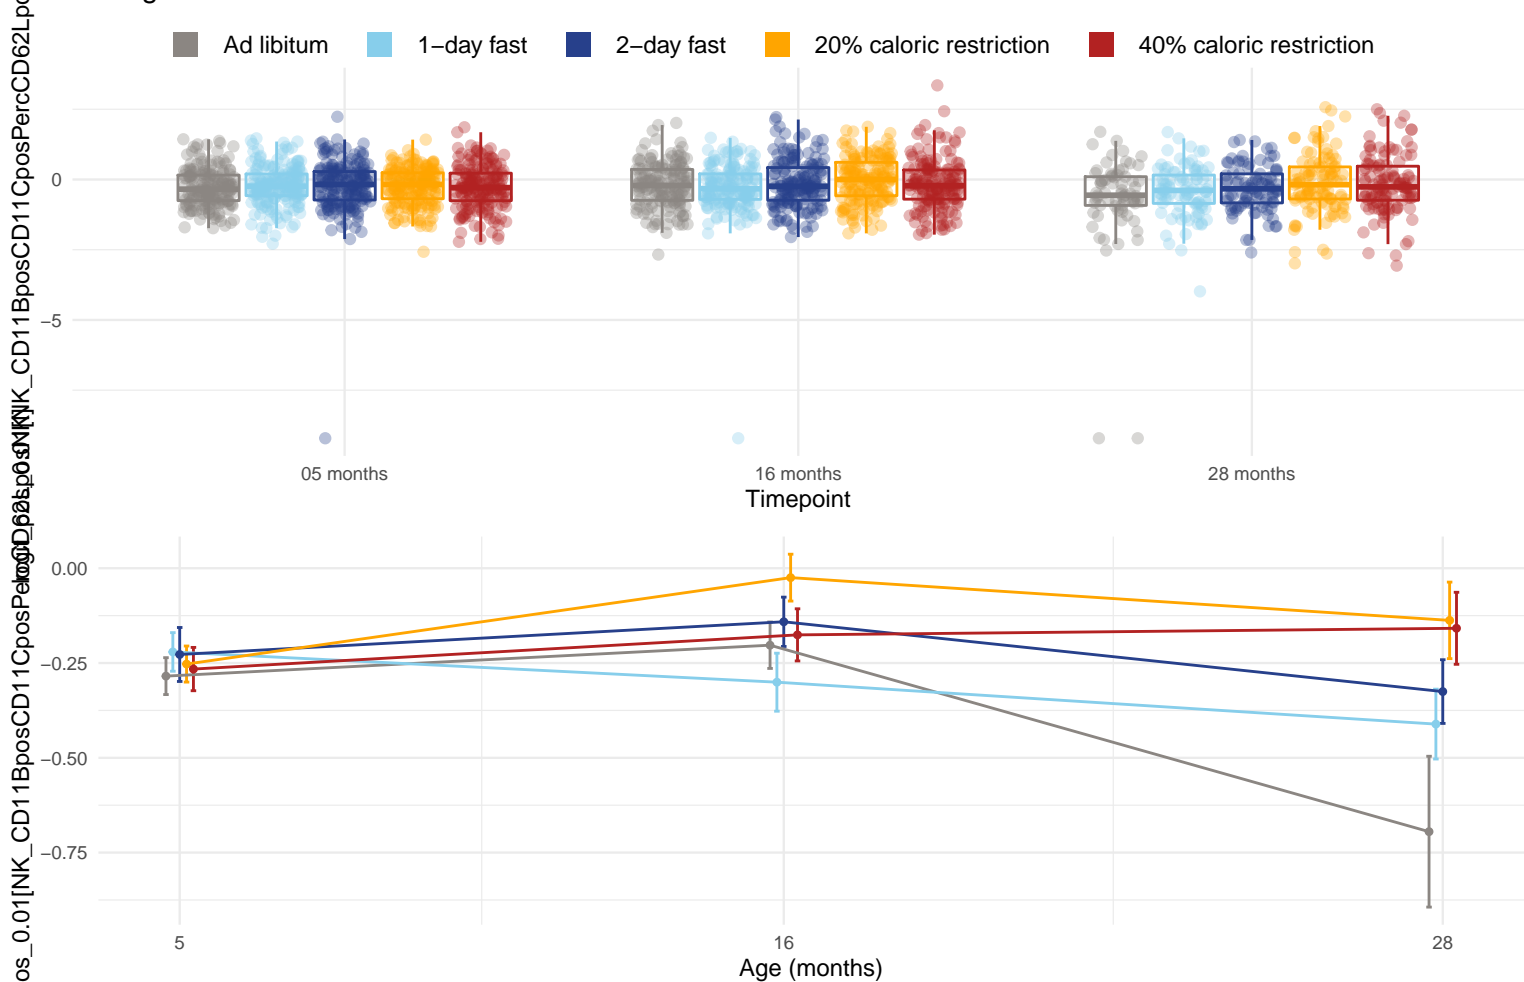 Ad libitum
1−day fast
2−day fast
20% caloric restriction
40% caloric restriction
0
−5
05 months
16 months
28 months
Timepoint
0.00
−0.25
−0.50
−0.75
5
16
28
Age (months)